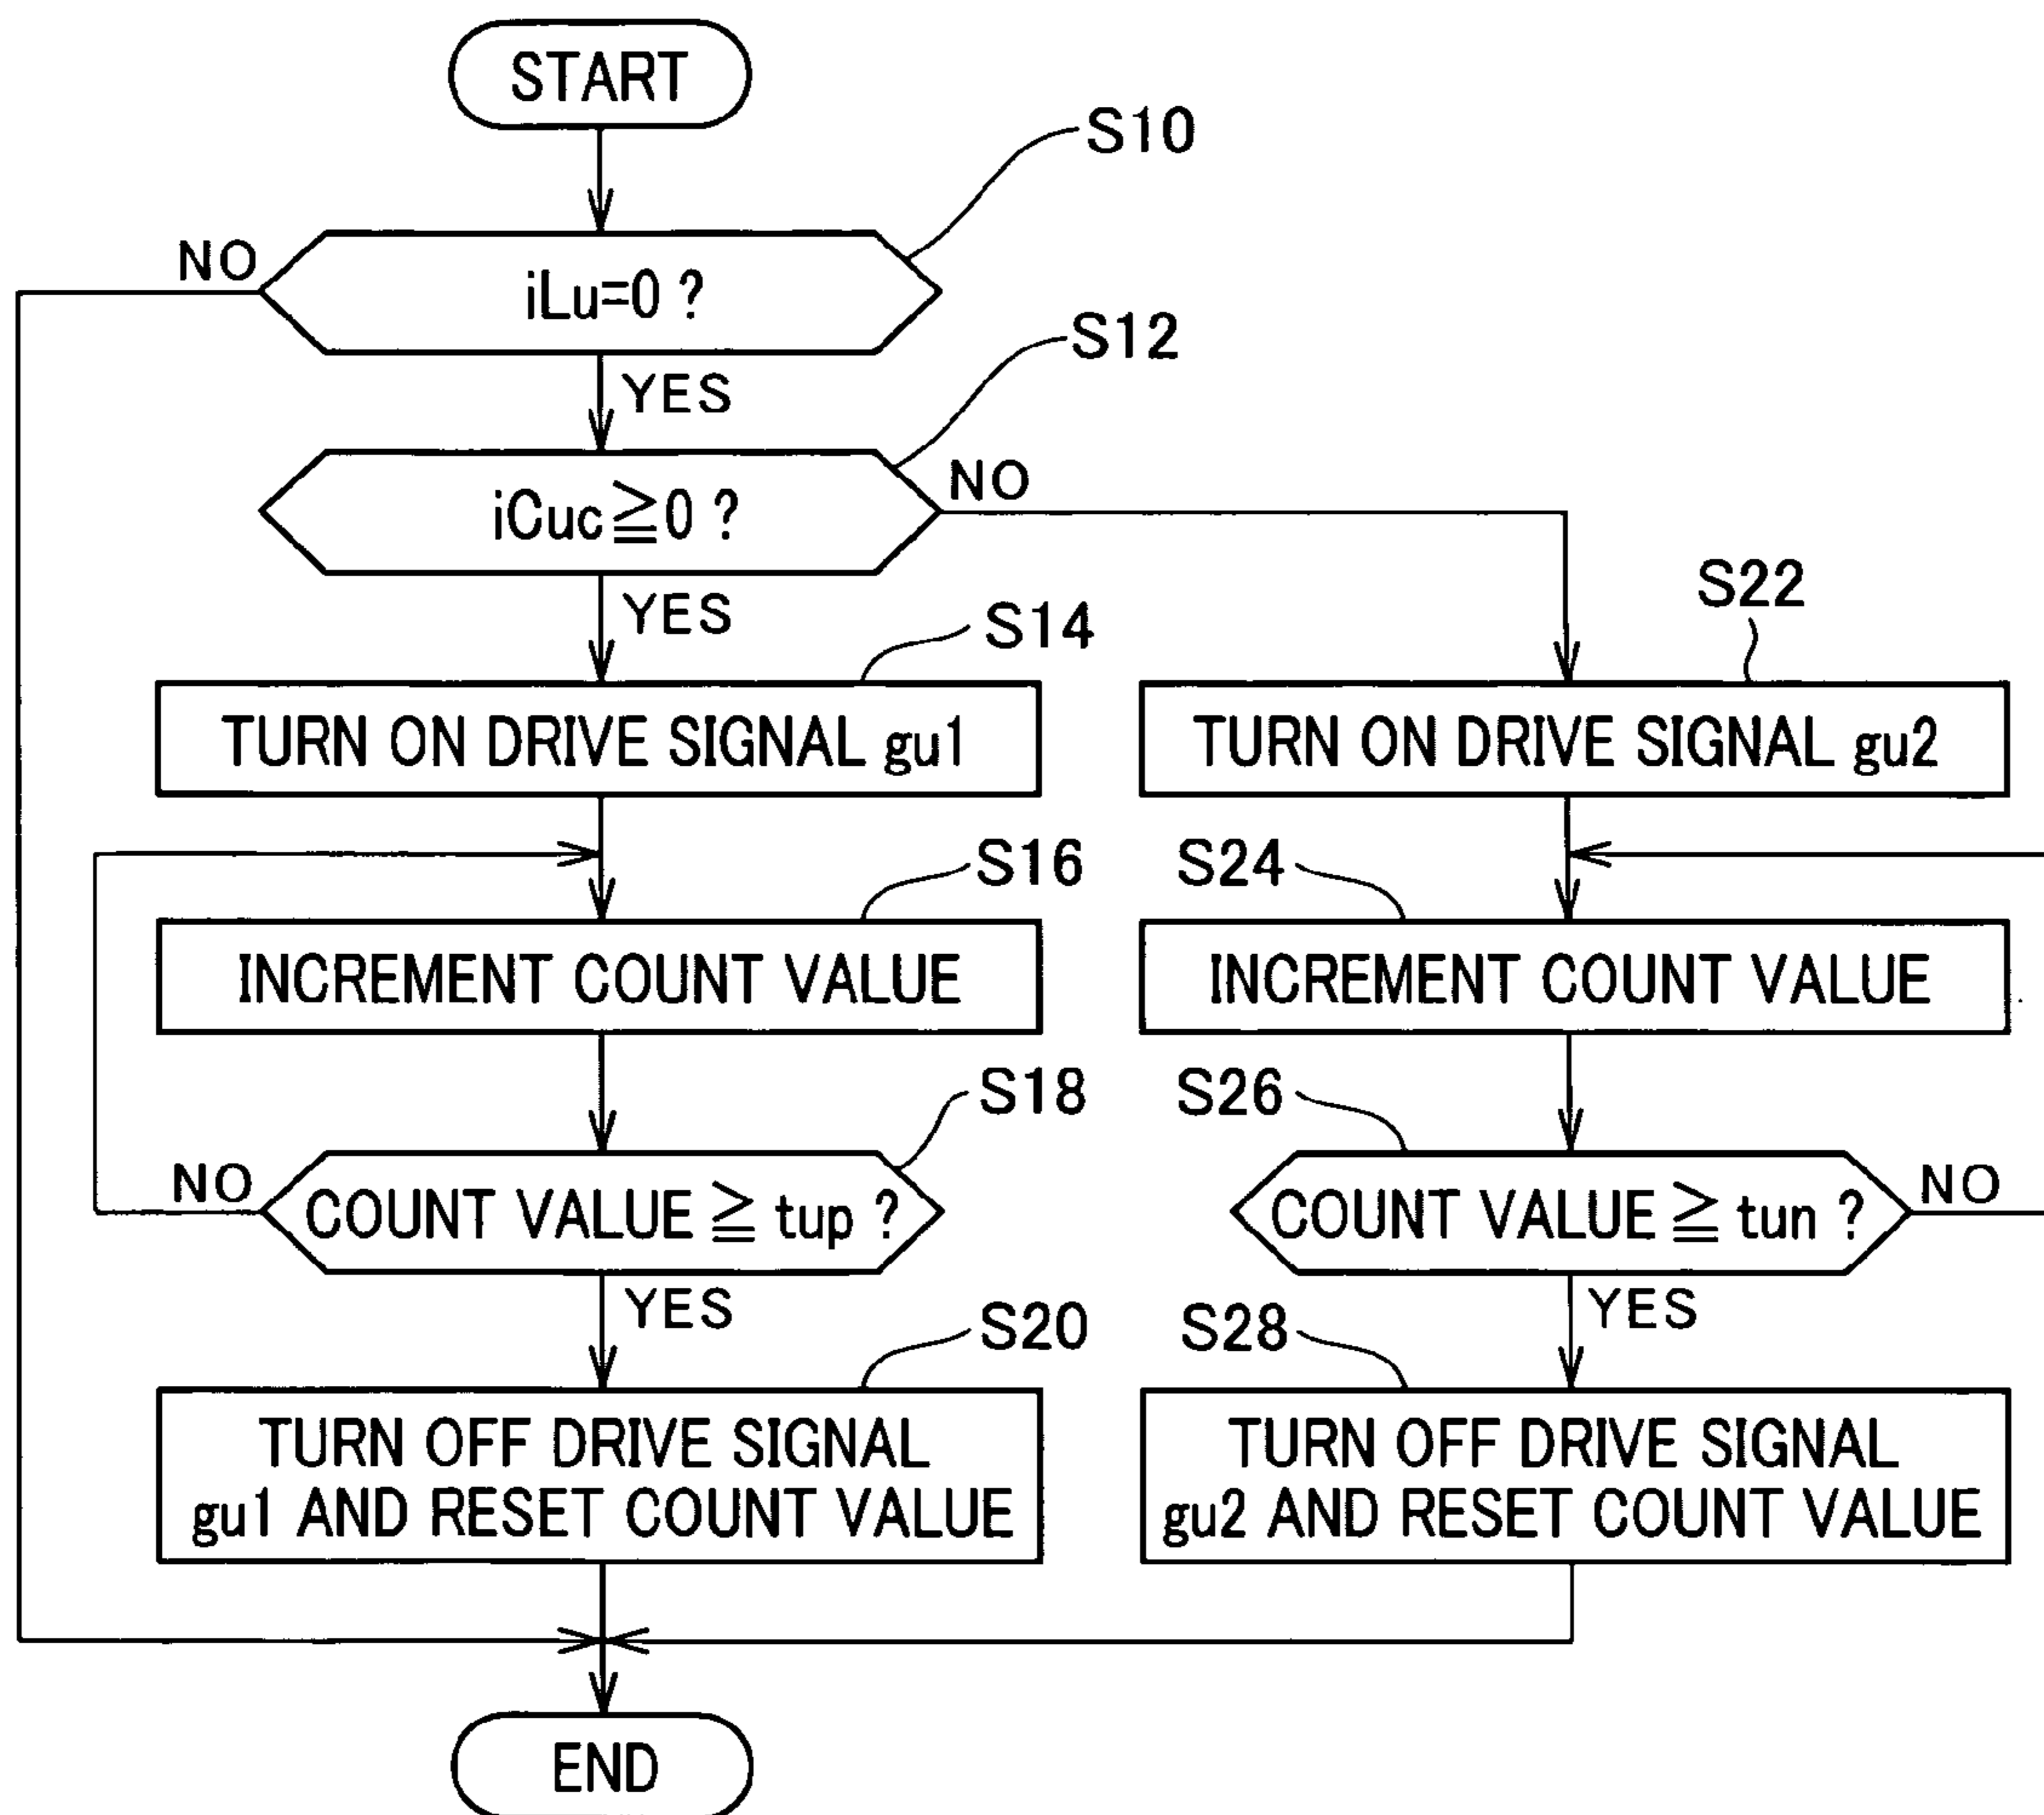 START
S10
NO
iLu=0 ?
S12
YES
iCuc≧0 ?
NO
YES
S14
S22
TURN ON DRIVE SIGNAL gu1
TURN ON DRIVE SIGNAL gu2
S16
S24
INCREMENT COUNT VALUE
INCREMENT COUNT VALUE
S18
S26
NO
COUNT VALUE ≧ tup ?
COUNT VALUE ≧ tun ?
NO
YES
YES
S20
S28
TURN OFF DRIVE SIGNAL
gu1 AND RESET COUNT VALUE
TURN OFF DRIVE SIGNAL
gu2 AND RESET COUNT VALUE
END